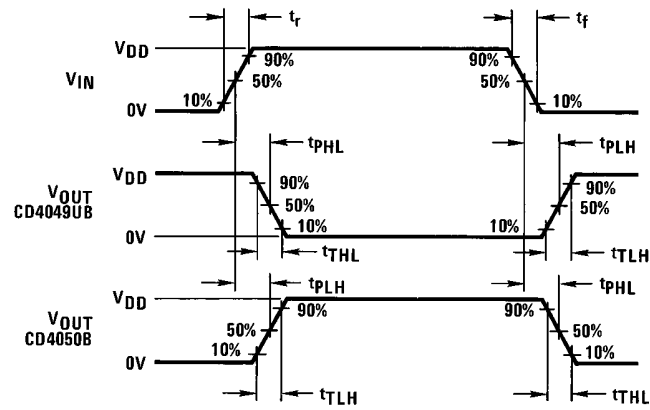 tr
tf
VDD
90%
90%
VIN
50%
50%
10%
10%
0V
tPHL
tPLH
VDD
90%
90%
VOUT
CD4049UB
50%
50%
10%
10%
0V
tTHL
tTLH
tPLH
tPHL
VDD
90%
90%
VOUT
CD4050B
50%
50%
10%
10%
0V
tTLH
tTHL